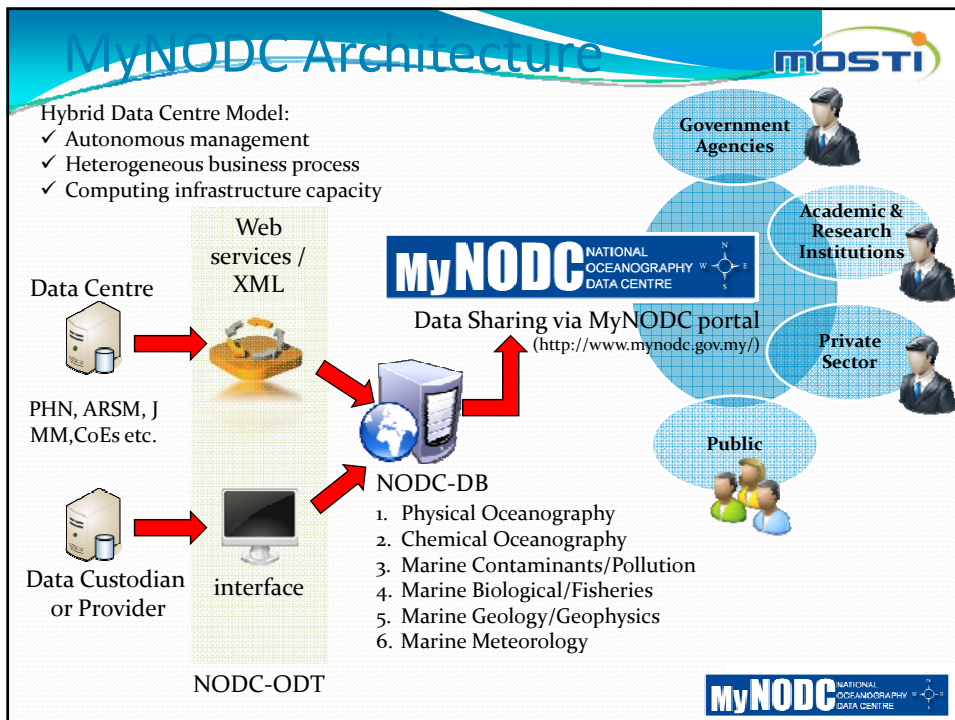 MyNODC Architecture
MOSTI
Hybrid Data Centre Model:
✓ Autonomous management
✓ Heterogeneous business process
✓ Computing infrastructure capacity
Web
services /
XML
Data Centre
PHN, ARSM, J
MM,CoEs etc.
Data Custodian
or Provider
interface
NODC-ODT
NODC-DB
1. Physical Oceanography
2. Chemical Oceanography
3. Marine Contaminants/Pollution
4. Marine Biological/Fisheries
5. Marine Geology/Geophysics
6. Marine Meteorology
MyNODC NATIONAL
OCEANOGRAPHY
DATA CENTRE
N
W E
S
Data Sharing via MyNODC portal
(http://www.mynodc.gov.my/)
Government
Agencies
Academic &
Research
Institutions
Private
Sector
Public
MyNODC NATIONAL
OCEANOGRAPHY
DATA CENTRE